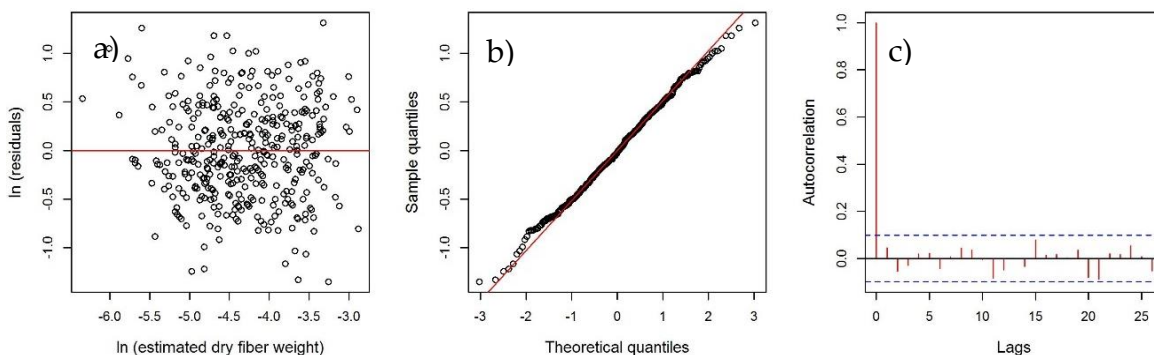 a)
ln (residuals)
1.0
0.5
0.0
-0.5
-1.0
-6.0 -5.5 -5.0 -4.5 -4.0 -3.5 -3.0
ln (estimated dry fiber weight)
b)
Sample quantiles
1.0
0.5
0.0
-0.5
-1.0
-3 -2 -1 0 1 2 3
Theoretical quantiles
c)
Autocorrelation
1.0
0.8
0.6
0.4
0.2
0.0
0 5 10 15 20 25
Lags